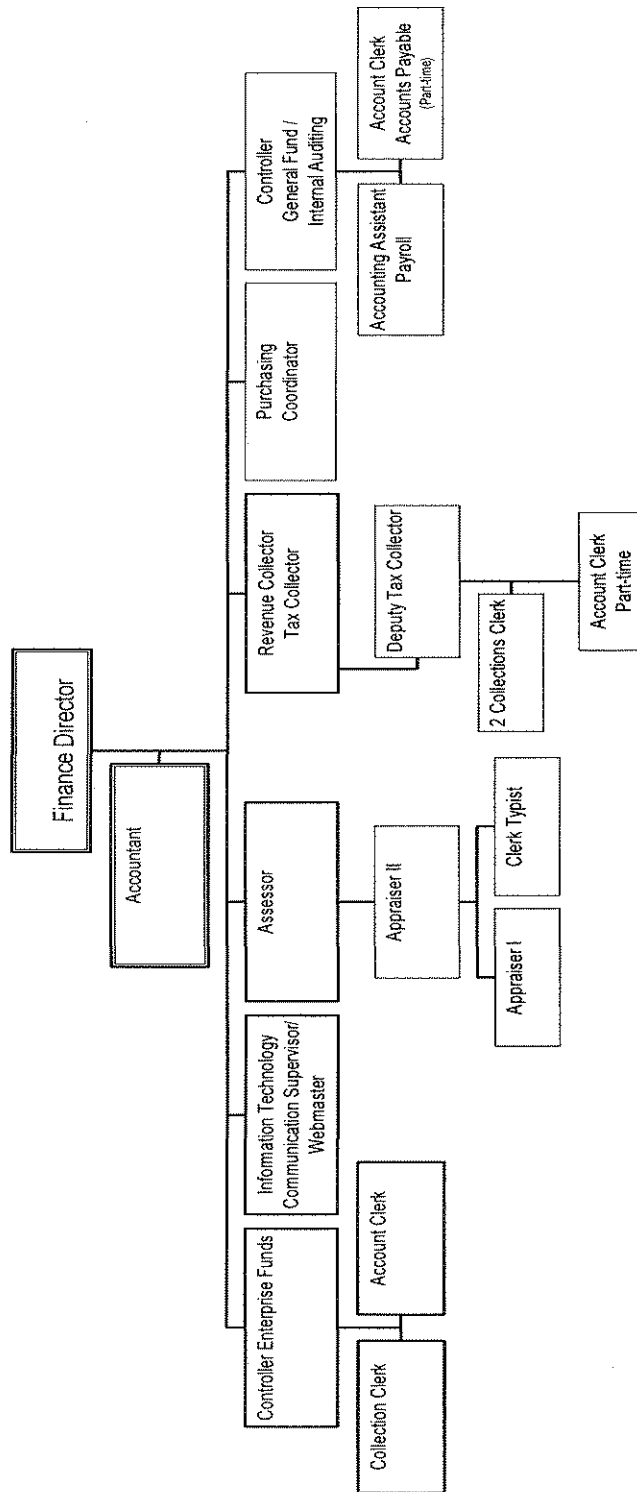 Finance Director
Accountant
Controller Enterprise Funds
Information Technology
Communication Supervisor/
Webmaster
Assessor
Revenue Collector
Tax Collector
Purchasing
Coordinator
Controller
General Fund /
Internal Auditing
Collection Clerk
Account Clerk
Appraiser II
Deputy Tax Collector
Accounting Assistant
Payroll
Account Clerk
Accounts Payable
(Part-time)
Appraiser I
Clerk Typist
2 Collections Clerk
Account Clerk
Part-time